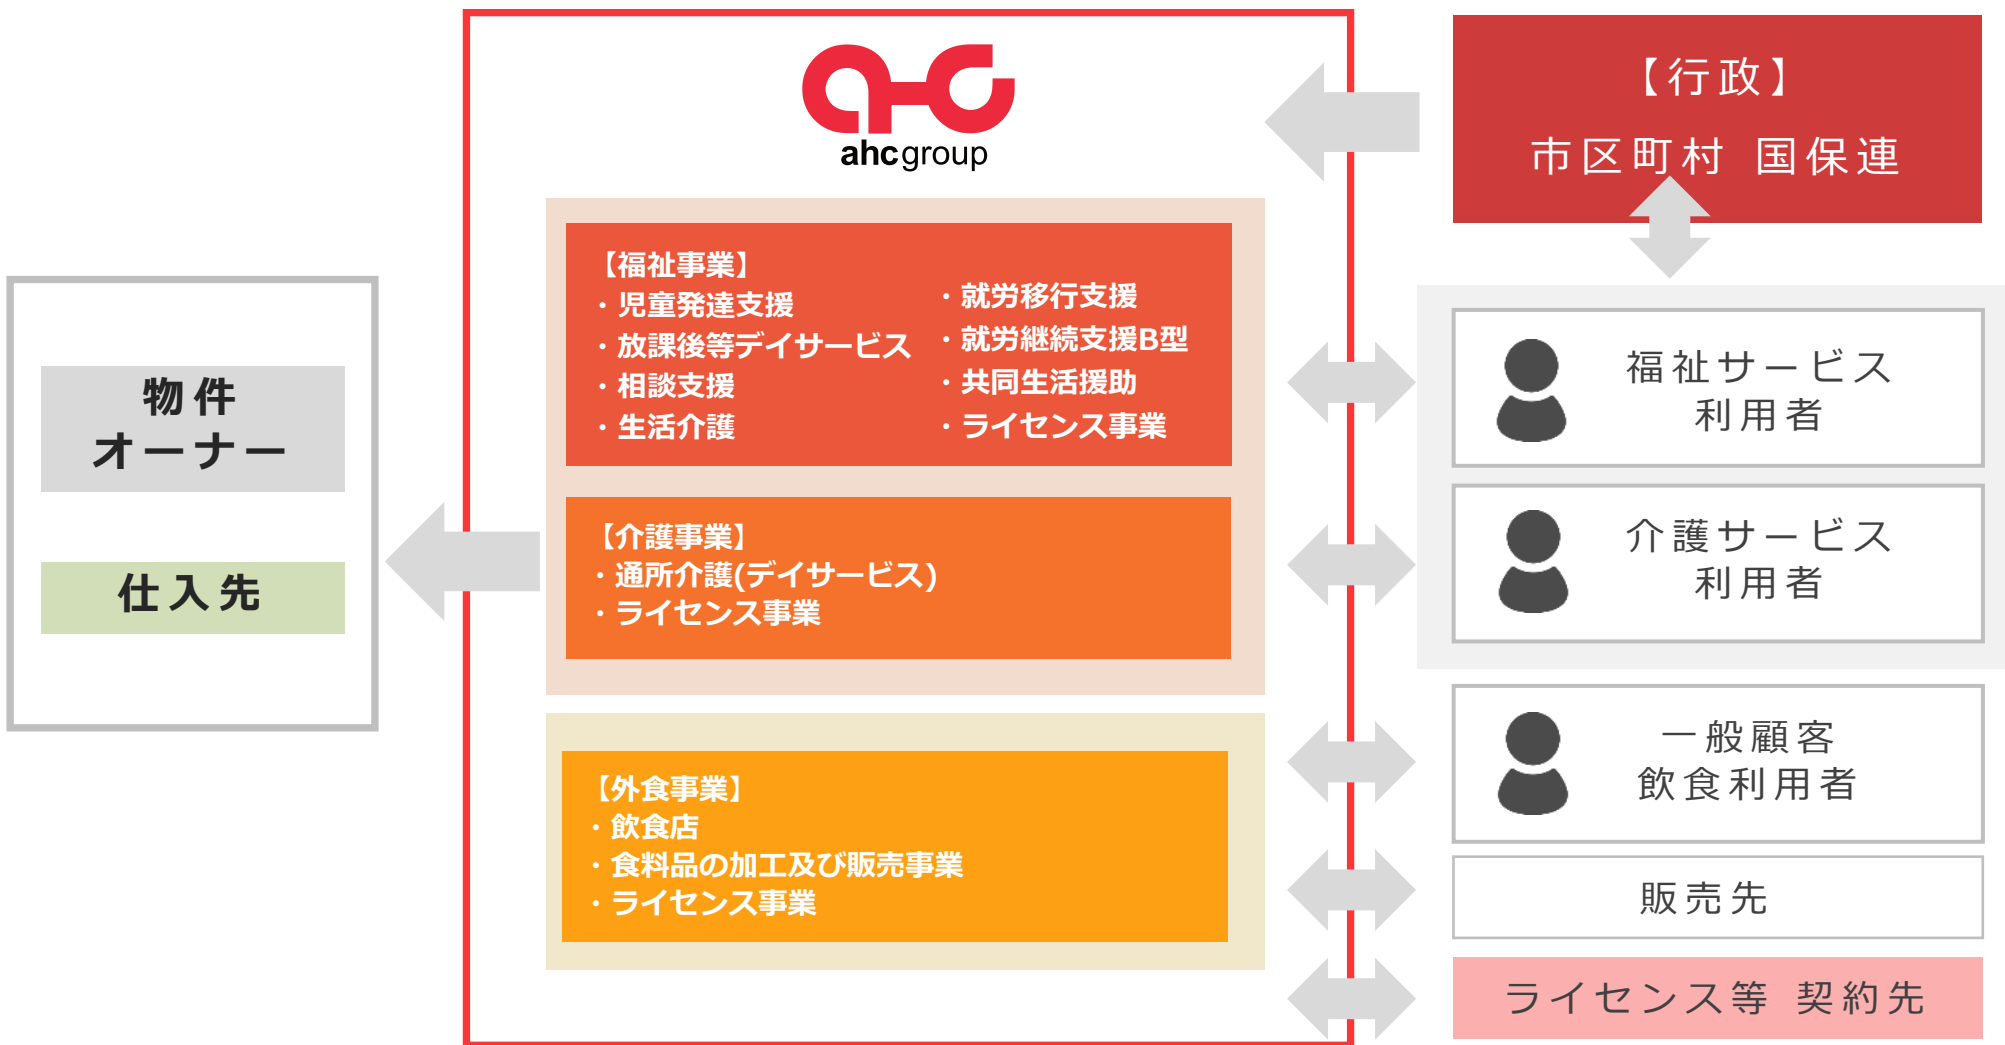 ahcgroup
【行政】
市区町村 国保連
【福祉事業】
・児童発達支援
・放課後等デイサービス
・相談支援
・生活介護
・就労移行支援
・就労継続支援B型
・共同生活援助
・ライセンス事業
物件
オーナー
仕入先
【介護事業】
・通所介護(デイサービス)
・ライセンス事業
【外食事業】
・飲食店
・食料品の加工及び販売事業
・ライセンス事業
福祉サービス
利用者
介護サービス
利用者
一般顧客
飲食利用者
販売先
ライセンス等 契約先